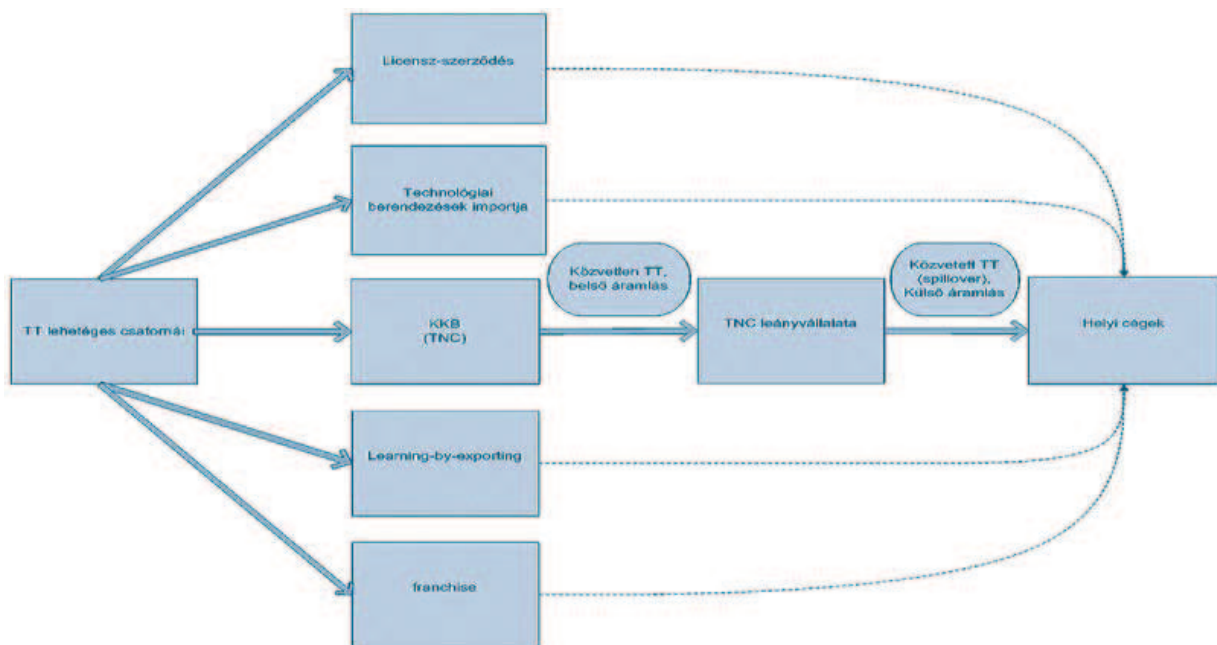 Licensz-szerződés
Technológiai
berendezések importja
TT lehetéges csatornái
KKB
(TNC)
Közvetlen TT,
belső áramlás
TNC leányvállalata
Közvetett TT
(spillover),
Külső áramlás
Helyi cégek
Learning-by-exporting
franchise